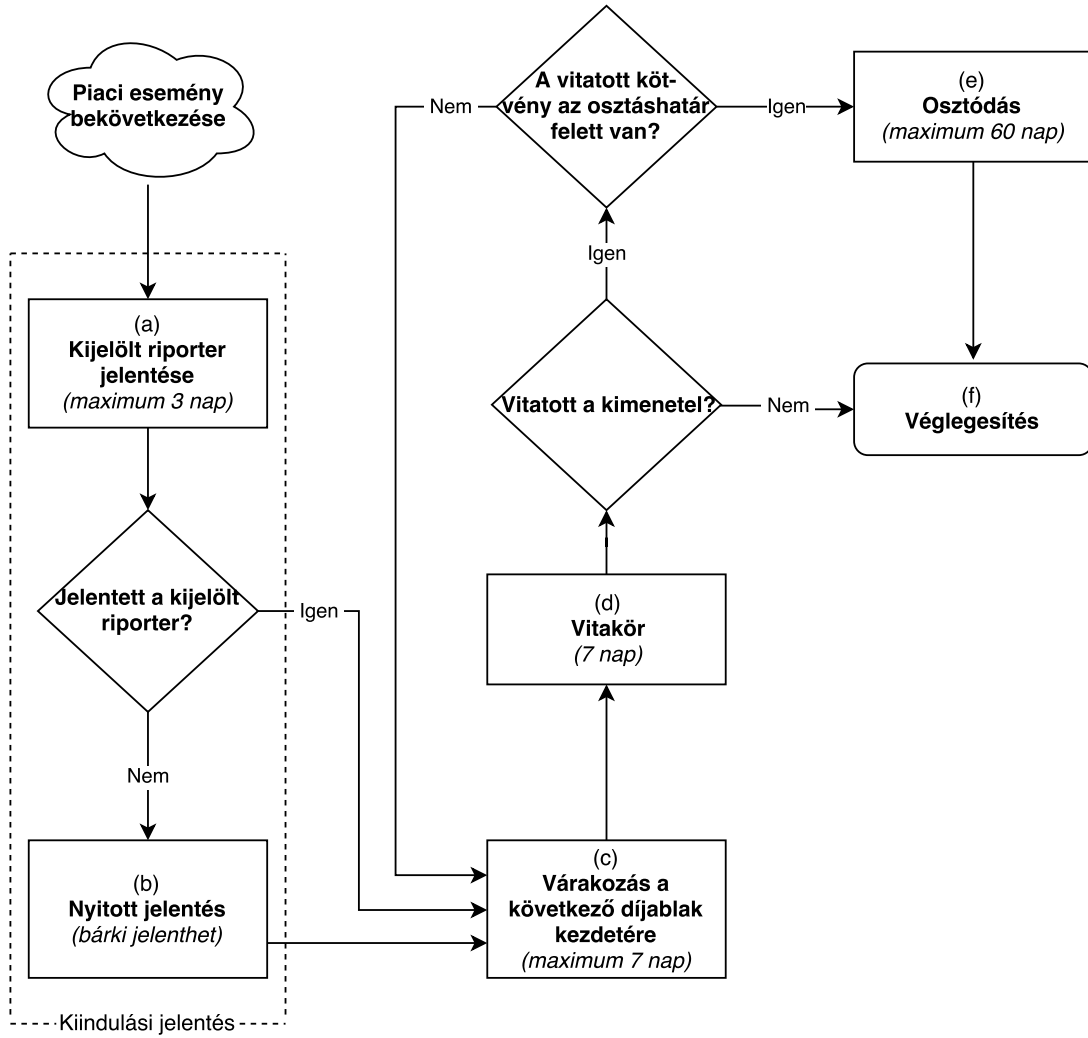 Piaci esemény
bekövetkezése
(a)
Kijelölt riporter
jelentése
(maximum 3 nap)
Jelentett a kijelölt
riporter?
Igen
Nem
(b)
Nyitott jelentés
(bárki jelenthet)
Kiindulási jelentés
(c)
Várakozás a
következő díjablak
kezdetére
(maximum 7 nap)
(d)
Vitakör
(7 nap)
Vitatott a kimenetel?
Nem
Igen
A vitatott köt-
vény az osztáshatár
felett van?
Nem
Igen
(e)
Osztódás
(maximum 60 nap)
(f)
Véglegesítés